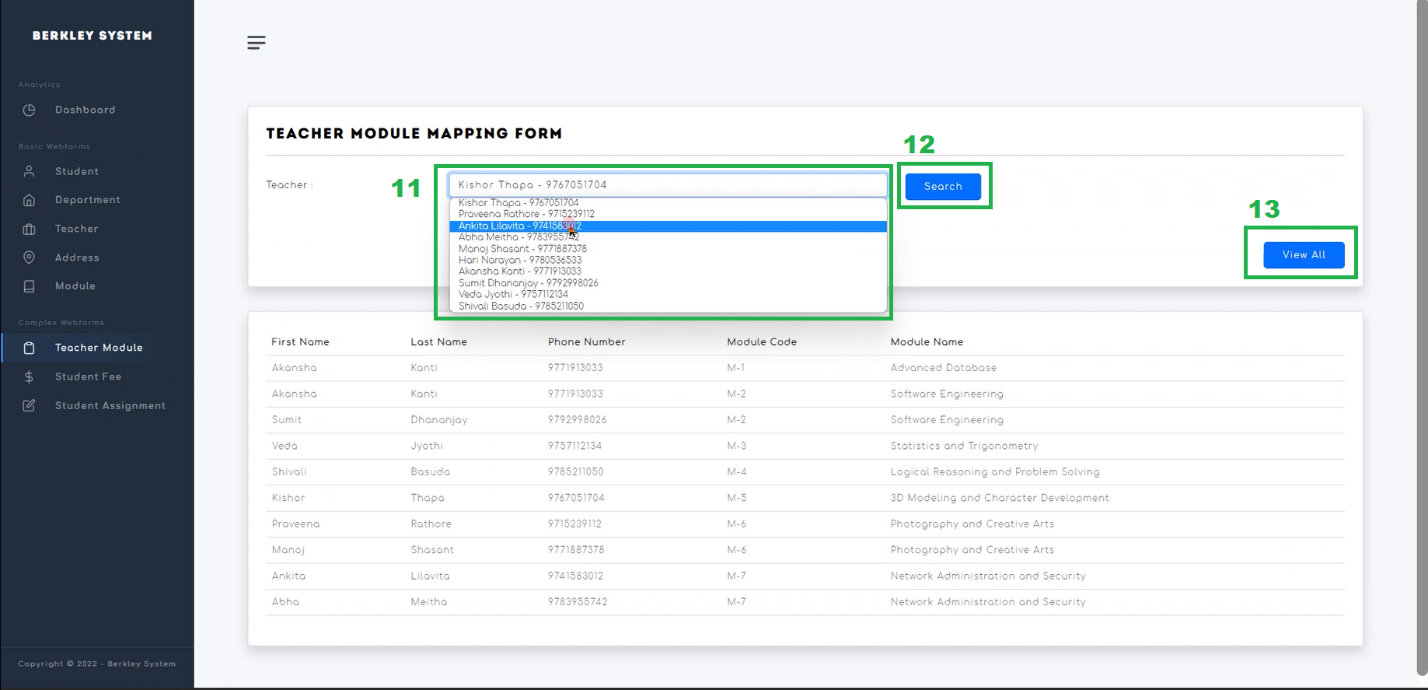 BERKLEY SYSTEM
Analytics
Dashboard
Basic Webforms
Student
Department
Teacher
Address
Module
Complex Webforms
Teacher Module
Student Fee
Student Assignment
Copyright © 2022 - Berkley System
TEACHER MODULE MAPPING FORM
12
Teacher :
11
Kishor Thapa - 9767051704
Search
Kishor Thapa - 9767051704
Praveena Rathore - 9715239112
Ankita Lilavita - 9741583012
Abha Meitha - 9783955742
Manoj Shasant - 9771887378
Hari Narayan - 9780536533
Akansha Kanti - 9771913033
Sumit Dhananjay - 9792998026
Veda Jyothi - 9757112134
Shivali Basuda - 9785211050
13
View All
First Name Last Name Phone Number Module Code Module Name
Akansha Kanti 9771913033 M-1 Advanced Database
Akansha Kanti 9771913033 M-2 Software Engineering
Sumit Dhananjay 9792998026 M-2 Software Engineering
Veda Jyothi 9757112134 M-3 Statistics and Trigonometry
Shivali Basuda 9785211050 M-4 Logical Reasoning and Problem Solving
Kishor Thapa 9767051704 M-5 3D Modeling and Character Development
Praveena Rathore 9715239112 M-6 Photography and Creative Arts
Manoj Shasant 9771887378 M-6 Photography and Creative Arts
Ankita Lilavita 9741583012 M-7 Network Administration and Security
Abha Meitha 9783955742 M-7 Network Administration and Security